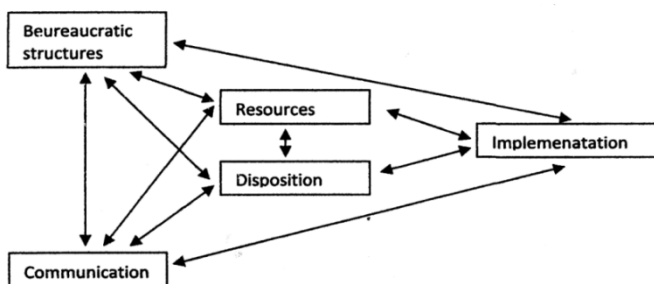 Beureaucratic
structures
Resources
Implemenatation
Disposition
Communication